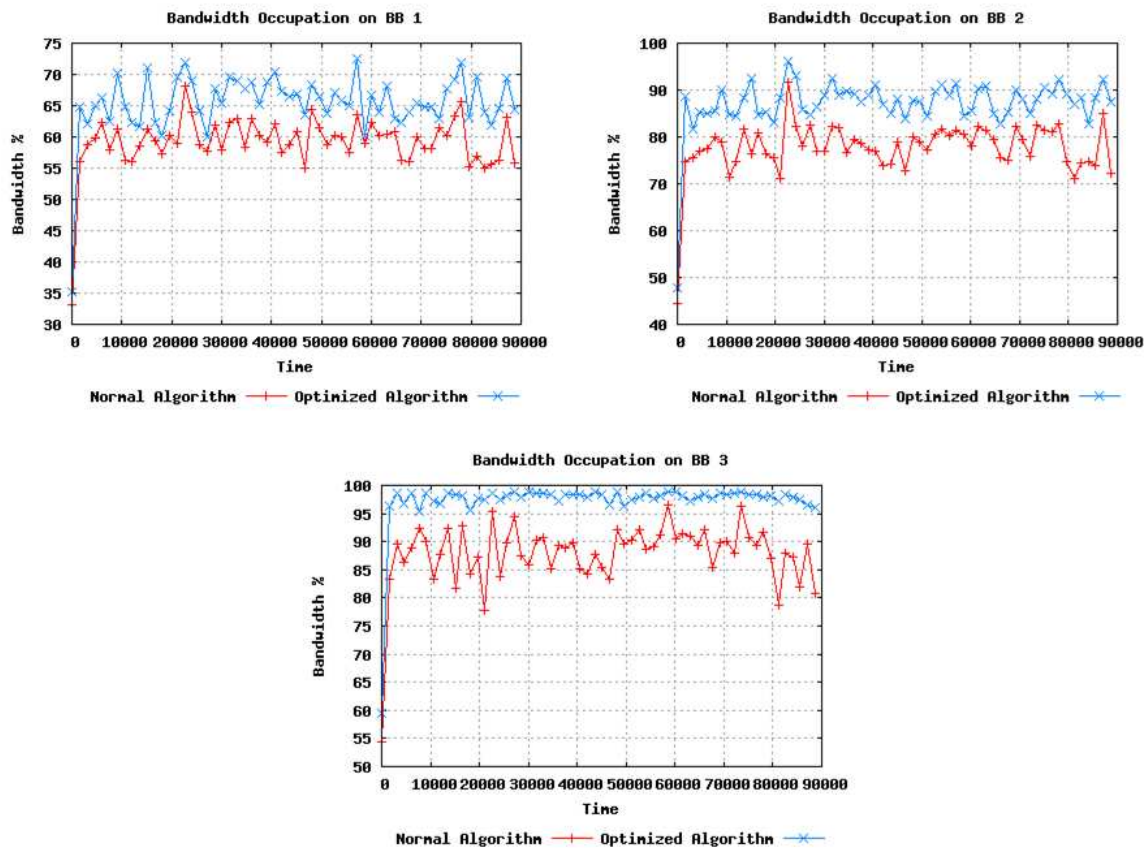 Bandwidth Occupation on BB 1
75
70
65
60
55
50
45
40
35
30
Bandwidth %
0 10000 20000 30000 40000 50000 60000 70000 80000 90000
Time
Normal Algorithm Optimized Algorithm
Bandwidth Occupation on BB 2
100
90
80
70
60
50
40
Bandwidth %
0 10000 20000 30000 40000 50000 60000 70000 80000 90000
Time
Normal Algorithm Optimized Algorithm
Bandwidth Occupation on BB 3
100
95
90
85
80
75
70
65
60
55
50
Bandwidth %
0 10000 20000 30000 40000 50000 60000 70000 80000 90000
Time
Normal Algorithm Optimized Algorithm